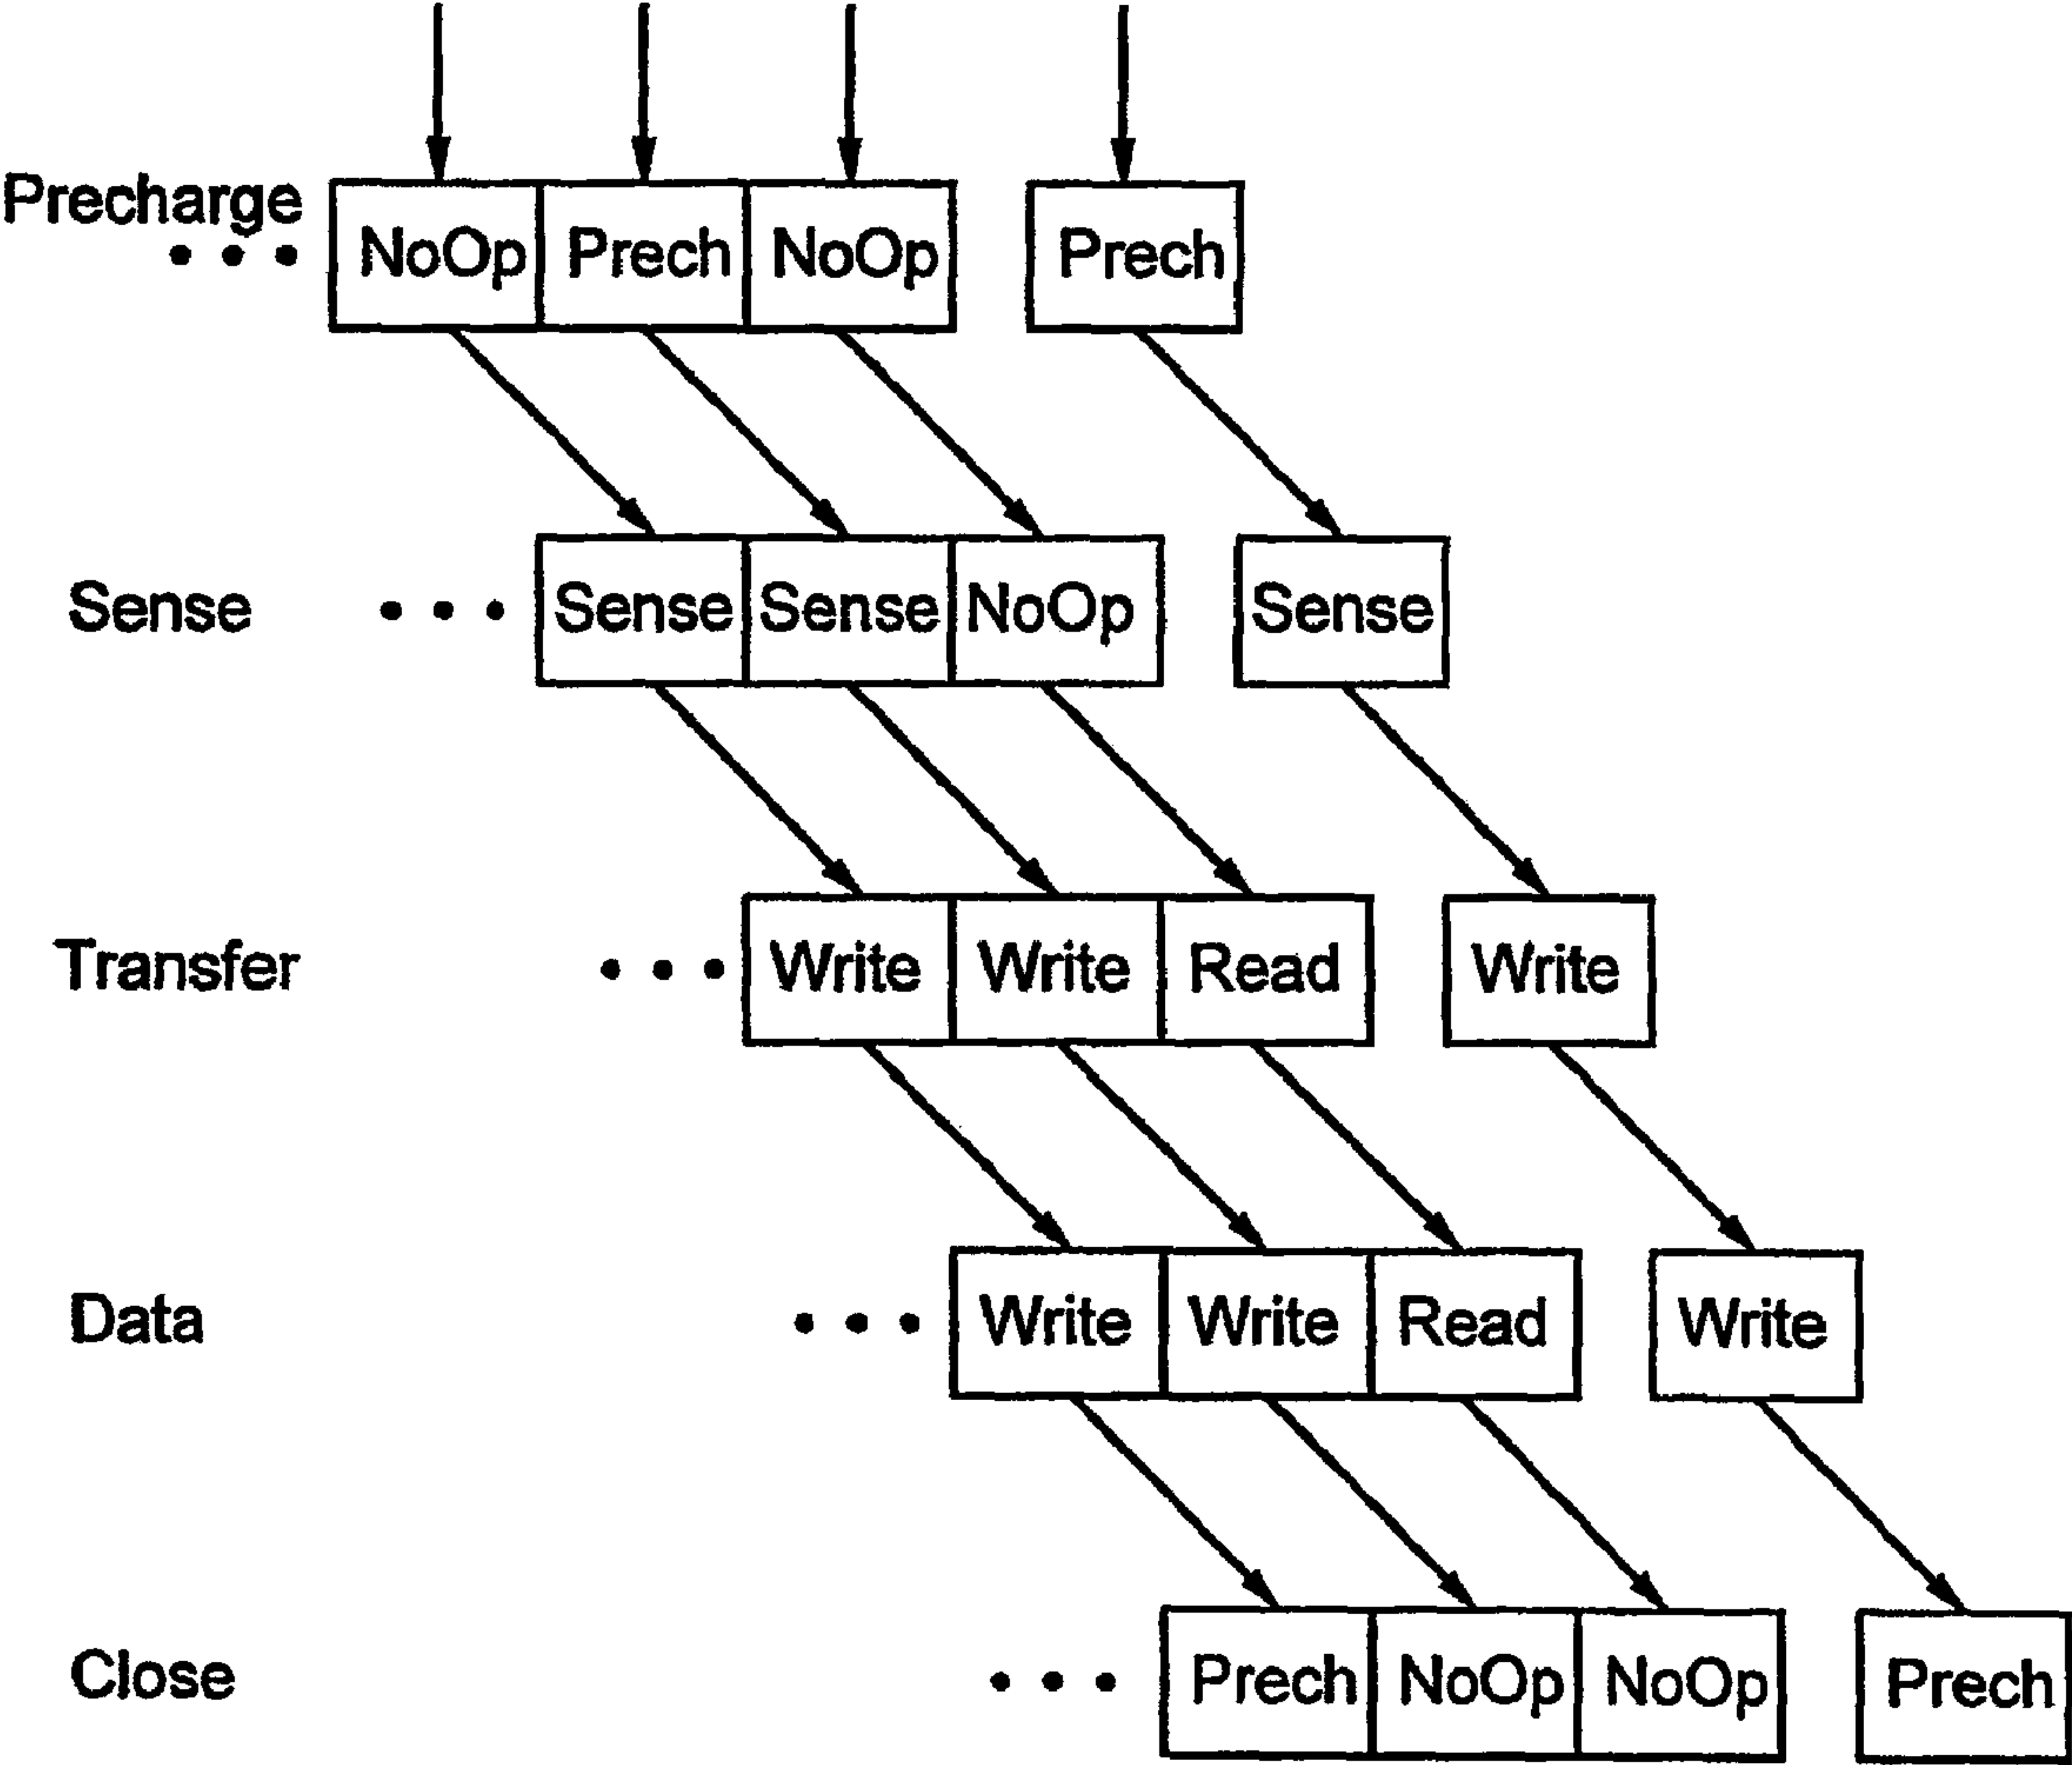 Precharge
• • • NoOp Prech NoOp Prech
Sense • • • Sense Sense NoOp Sense
Transfer • • • Write Write Read Write
Data • • • Write Write Read Write
Close • • • Prech NoOp NoOp Prech